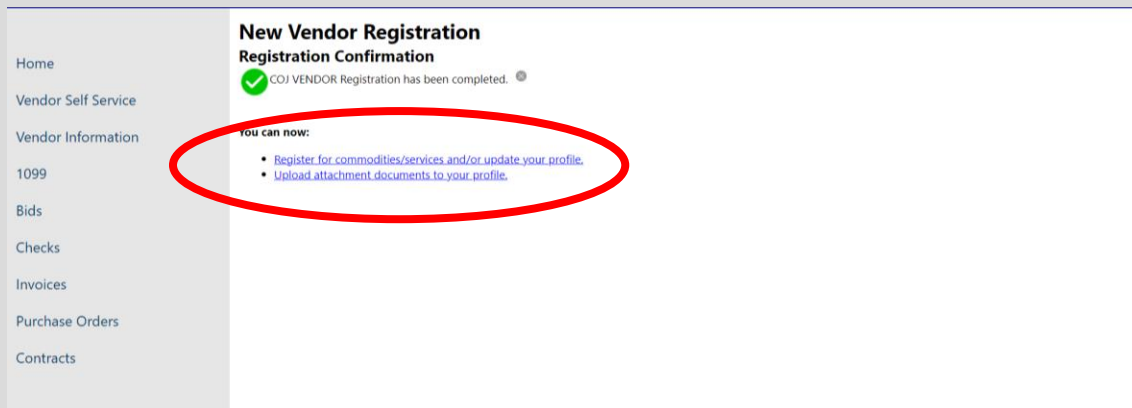 Home
Vendor Self Service
Vendor Information
1099
Bids
Checks
Invoices
Purchase Orders
Contracts
New Vendor Registration
Registration Confirmation
COJ VENDOR Registration has been completed.
You can now:
Register for commodities/services and/or update your profile.
Upload attachment documents to your profile.